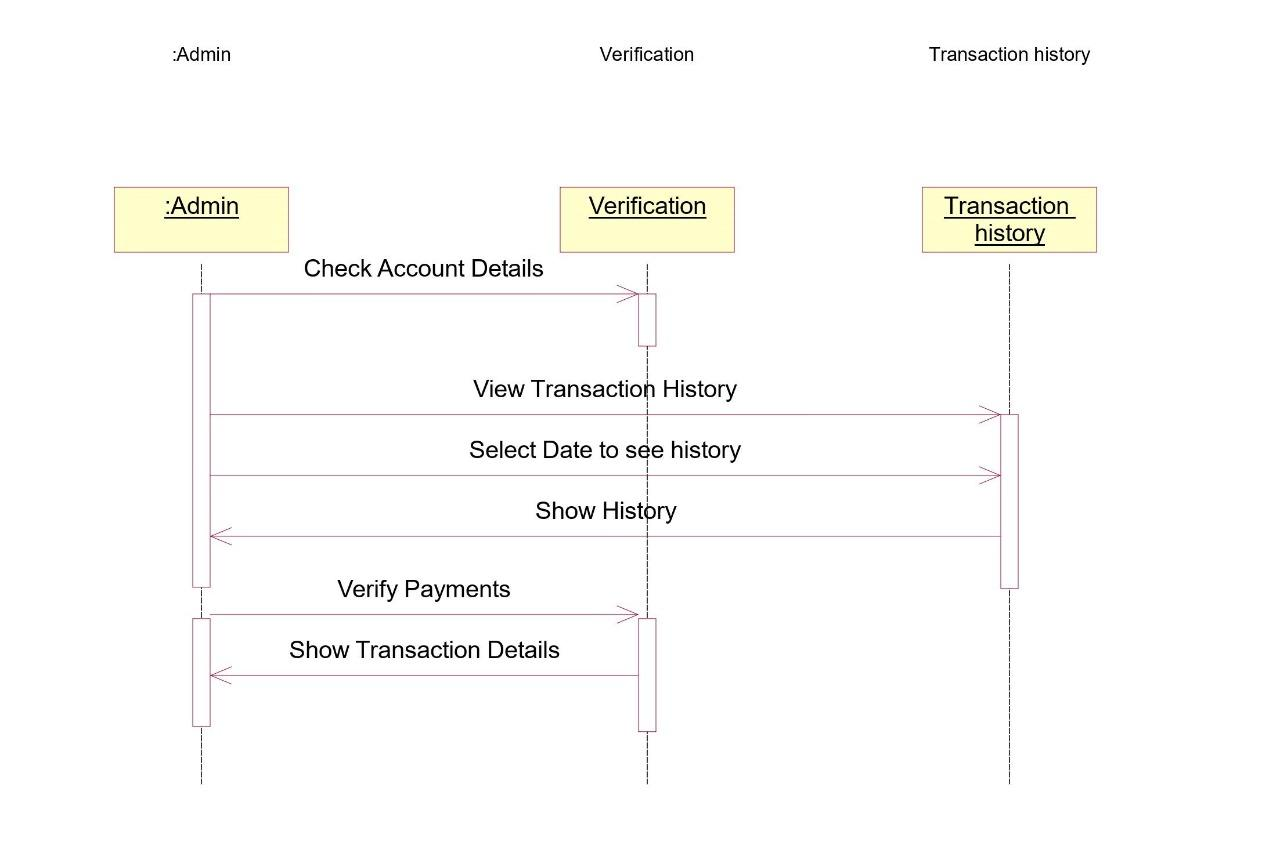 :Admin
Verification
Transaction history
:Admin
Verification
Transaction
history
Check Account Details
View Transaction History
Select Date to see history
Show History
Verify Payments
Show Transaction Details